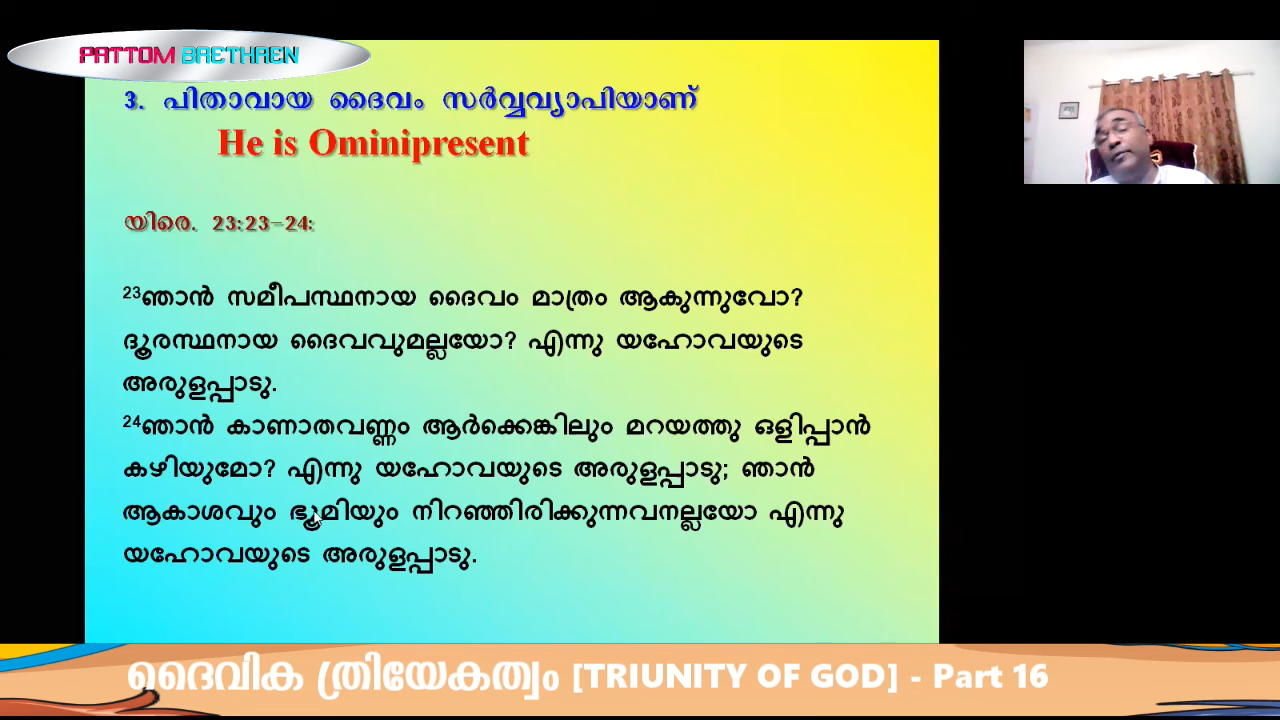 PATTOM BRETHREN
3. പിതാവായ ദൈവം സർവ്വവ്യാപിയാണ്
He is Ominipresent
യിരെ. 23:23-24:
23ഞാൻ സമീപസ്ഥനായ ദൈവം മാത്രം ആകുന്നുവോ?
ദൂരസ്ഥനായ ദൈവവുമല്ലയോ? എന്നു യഹോവയുടെ
അരുളപ്പാടു.
24ഞാൻ കാണാതവണ്ണം ആർക്കെങ്കിലും മറയത്തു ഒളിപ്പാൻ
കഴിയുമോ? എന്നു യഹോവയുടെ അരുളപ്പാടു; ഞാൻ
ആകാശവും ഭൂമിയും നിറഞ്ഞിരിക്കുന്നവനല്ലയോ എന്നു
യഹോവയുടെ അരുളപ്പാടു.
ദൈവിക ത്രിയേകത്വം [TRIUNITY OF GOD] - Part 16